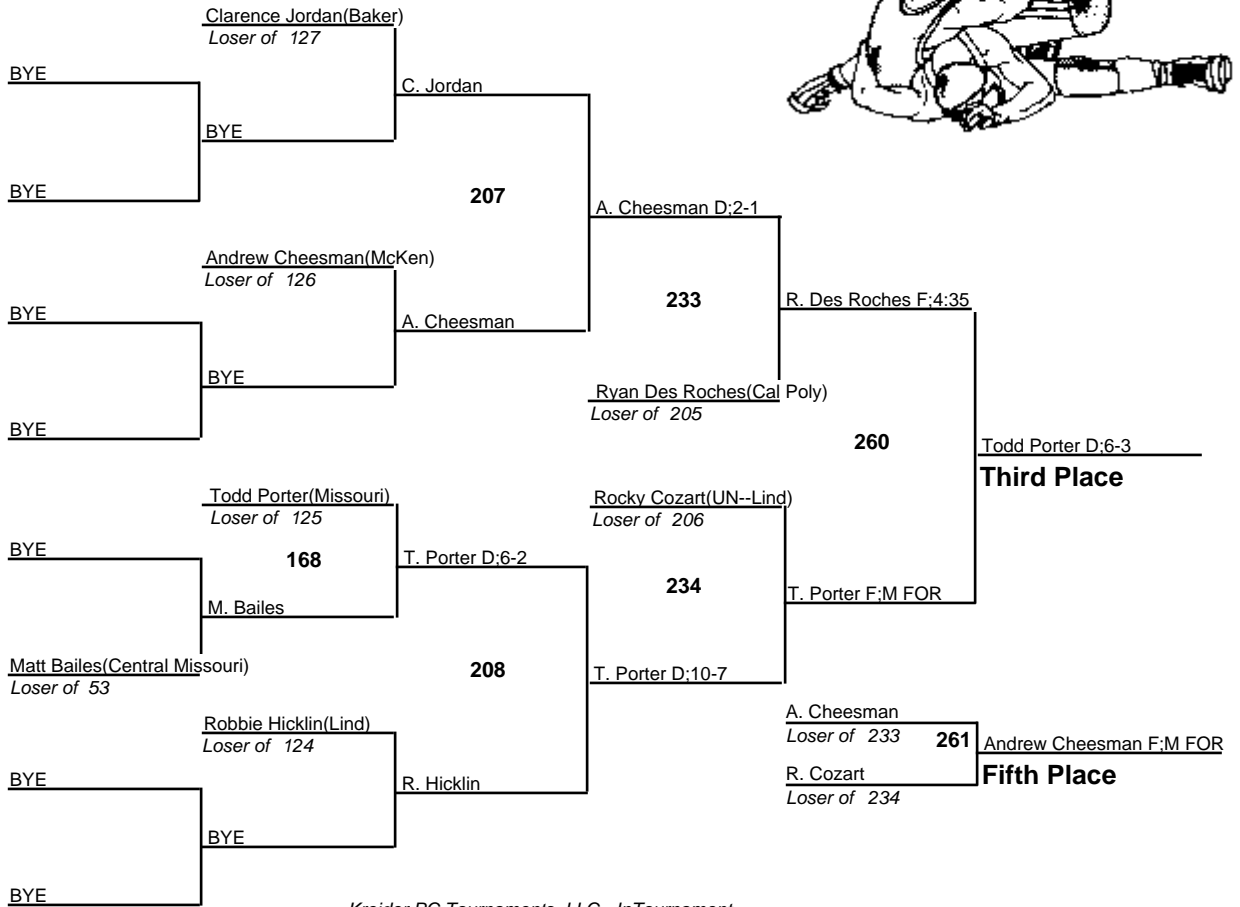 Clarence Jordan(Baker)
Loser of 127
BYE
C. Jordan
BYE
BYE
207
A. Cheesman D;2-1
Andrew Cheesman(McKen)
Loser of 126
233
R. Des Roches F;4:35
BYE
A. Cheesman
BYE
Ryan Des Roches(Cal Poly)
Loser of 205
BYE
260
Todd Porter D;6-3
Third Place
Todd Porter(Missouri)
Loser of 125
Rocky Cozart(UN--Lind)
Loser of 206
BYE
168
T. Porter D;6-2
234
T. Porter F;M FOR
M. Bailes
Matt Bailes(Central Missouri)
Loser of 53
208
T. Porter D;10-7
Robbie Hicklin(Lind)
Loser of 124
A. Cheesman
Loser of 233
261
Andrew Cheesman F;M FOR
Fifth Place
BYE
R. Hicklin
R. Cozart
Loser of 234
BYE
BYE